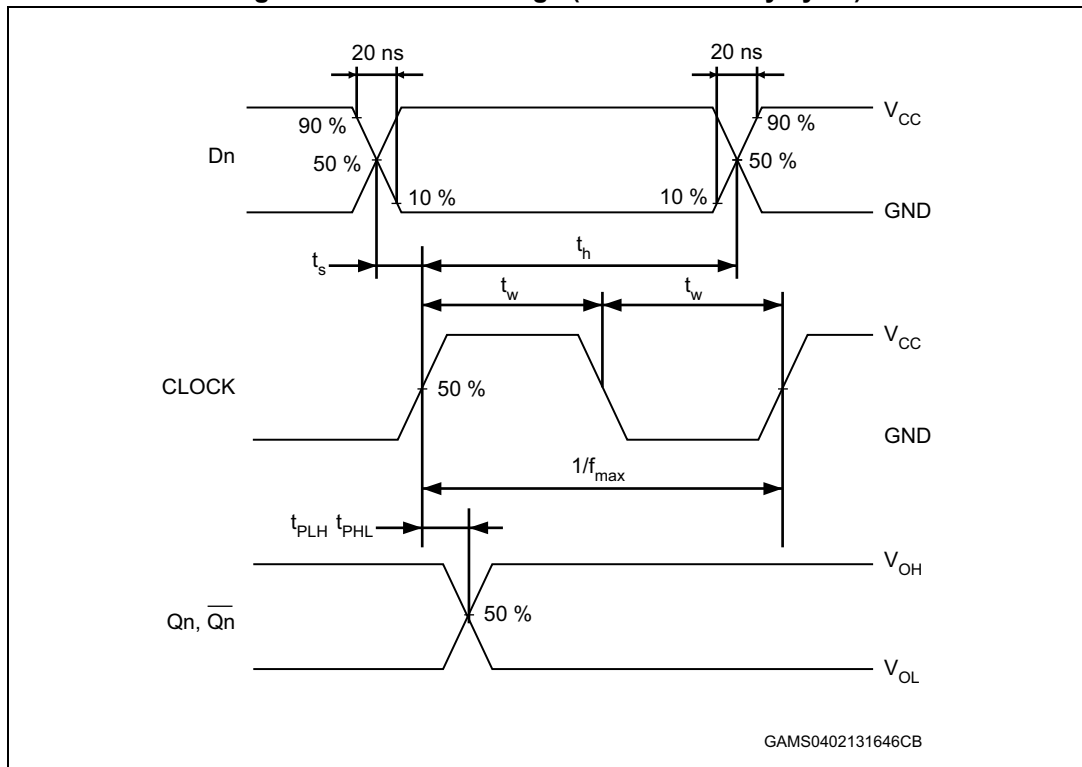 20 ns 20 ns
90 % 90 % V_CC
Dn 50 % 50 %
10 % 10 % GND
t_s t_h
t_w t_w
V_CC
CLOCK 50 %
GND
1/f_max
t_PLH t_PHL
V_OH
Qn, Q̅n̅ 50 %
V_OL
GAMS0402131646CB